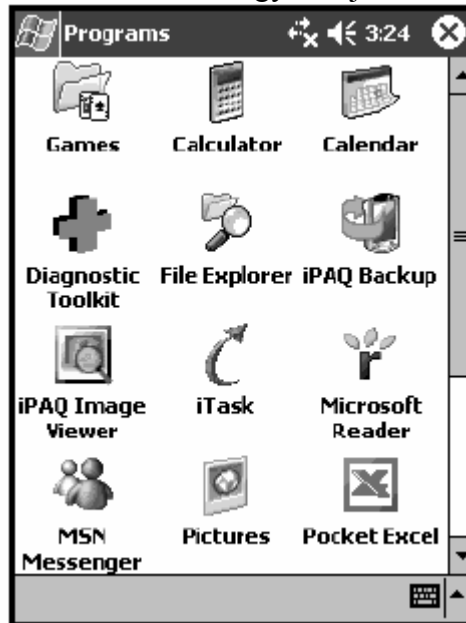 Programs 3:24
Games Calculator Calendar
Diagnostic Toolkit File Explorer iPAQ Backup
iPAQ Image Viewer iTask Microsoft Reader
MSN Messenger Pictures Pocket Excel